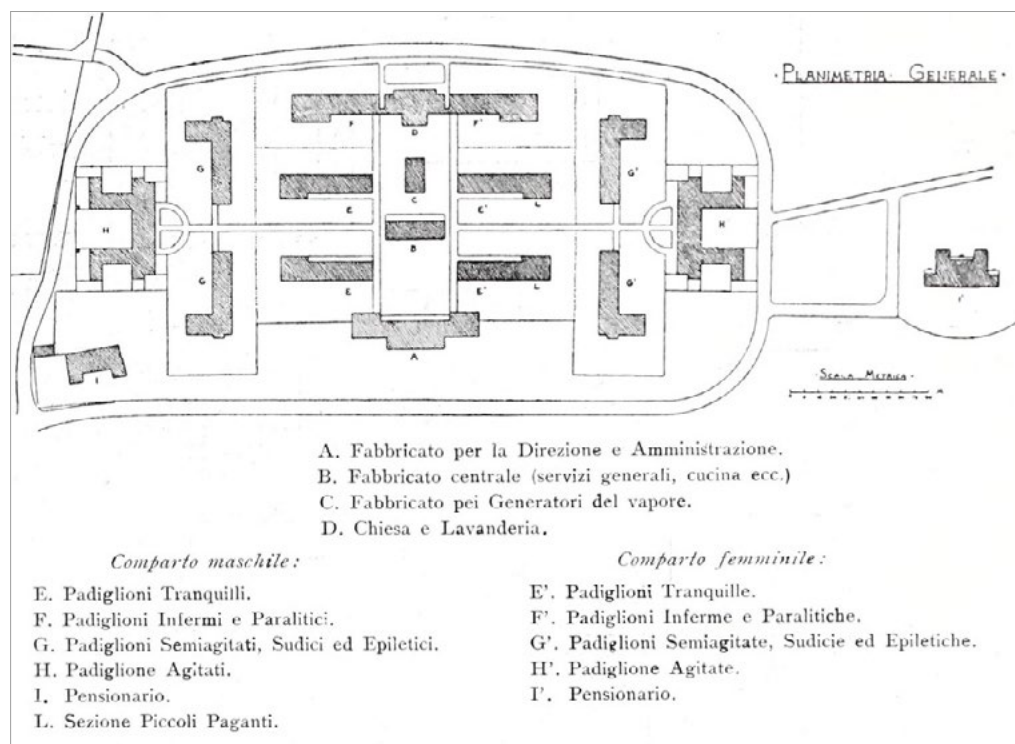 · PLANIMETRIA GENERALE ·
F D F'
G G'
C
E E' L
H B H
G E E' L G'
I'
A
I
· SCALA METRICA ·
A. Fabbricato per la Direzione e Amministrazione.
B. Fabbricato centrale (servizi generali, cucina ecc.)
C. Fabbricato pei Generatori del vapore.
D. Chiesa e Lavanderia.
Comparto maschile:
E. Padiglioni Tranquilli.
F. Padiglioni Infermi e Paralitici.
G. Padiglioni Semiagitati, Sudici ed Epiletici.
H. Padiglione Agitati.
I. Pensionario.
L. Sezione Piccoli Paganti.
Comparto femminile:
E'. Padiglioni Tranquille.
F'. Padiglioni Inferme e Paralitiche.
G'. Padiglioni Semiagitate, Sudicie ed Epiletiche.
H'. Padiglione Agitate.
I'. Pensionario.